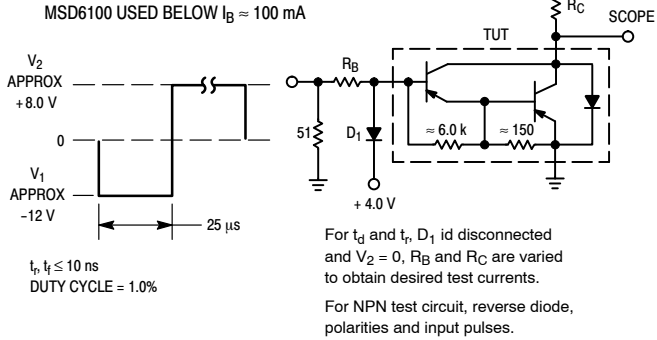 MSD6100 USED BELOW I_B ≈ 100 mA
R_C
SCOPE
TUT
V_2
APPROX
+8.0 V
0
V_1
APPROX
-12 V
25 µs
t_r, t_f ≤ 10 ns
DUTY CYCLE = 1.0%
R_B
51
D_1
≈ 6.0 k
≈ 150
+ 4.0 V
For t_d and t_r, D_1 id disconnected
and V_2 = 0, R_B and R_C are varied
to obtain desired test currents.
For NPN test circuit, reverse diode,
polarities and input pulses.